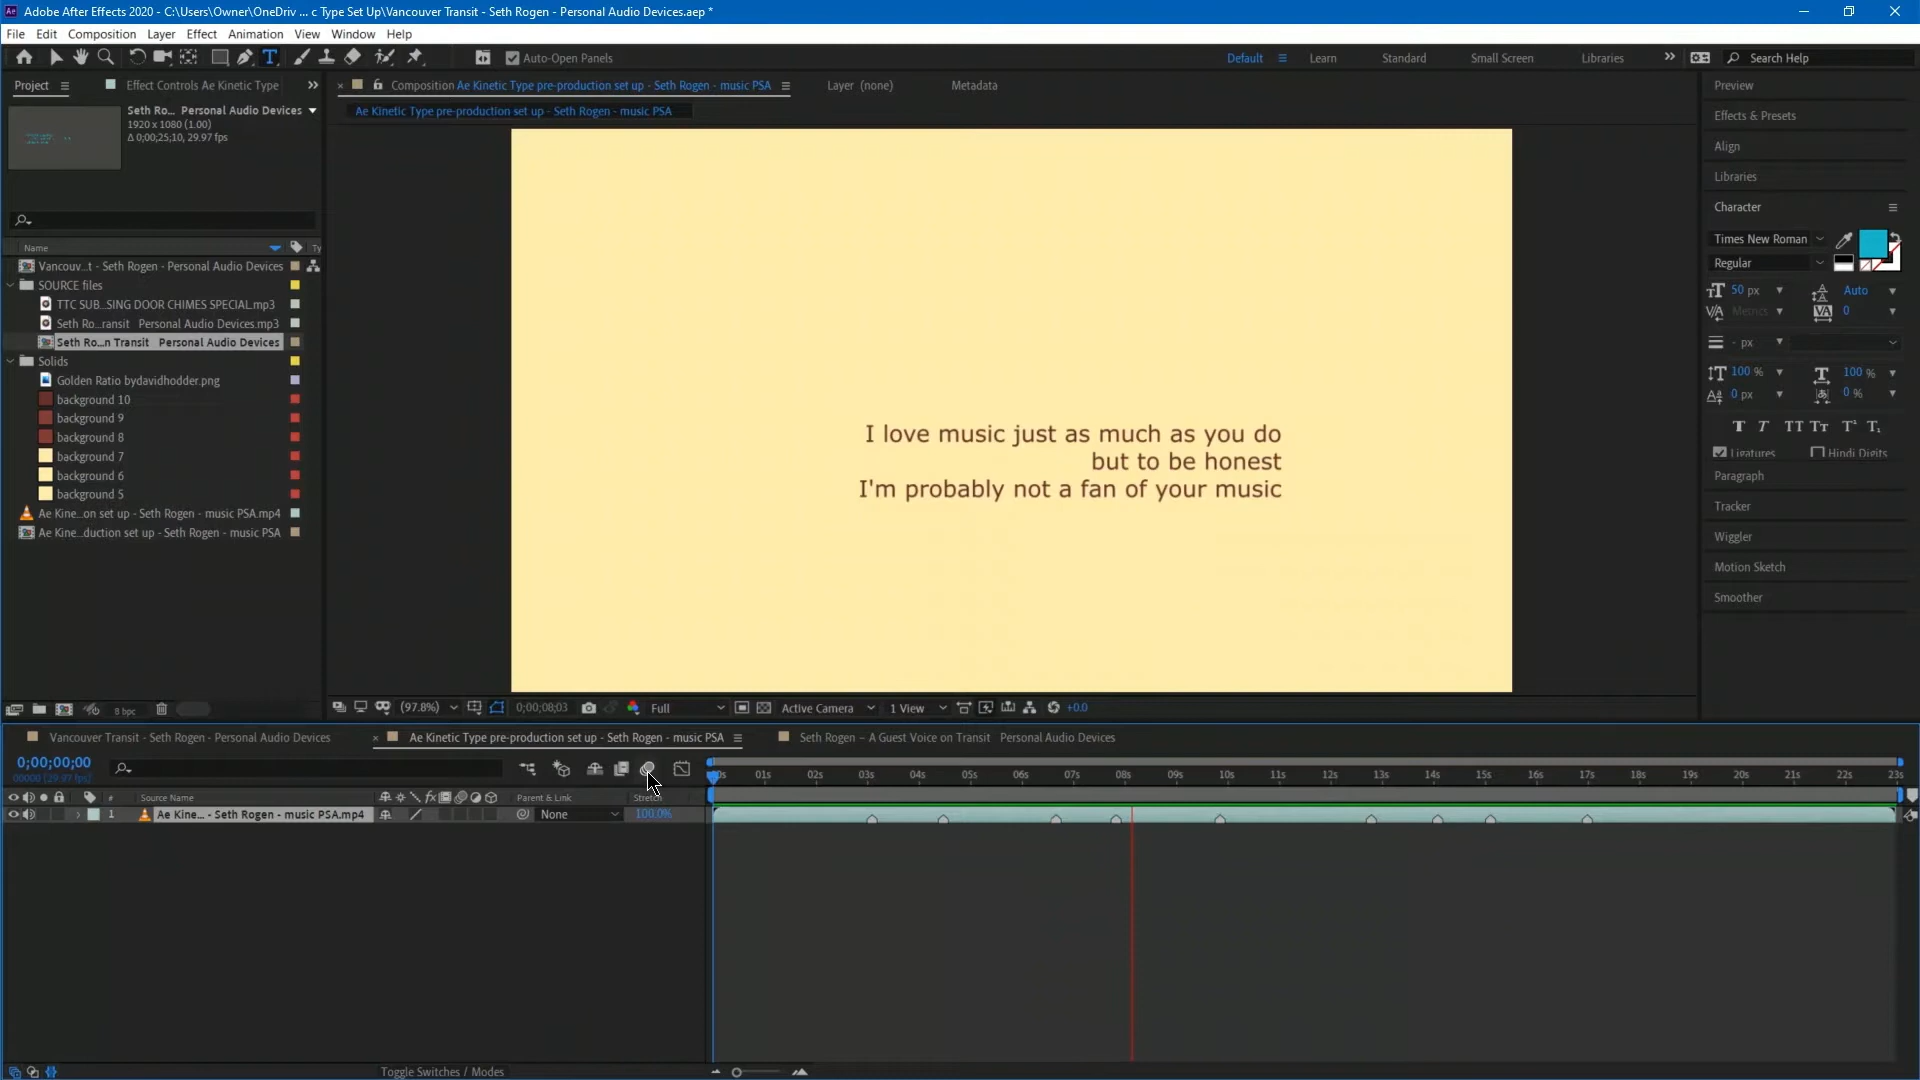 Adobe After Effects 2020 - C:\Users\Owner\OneDriv ... c Type Set Up\Vancouver Transit - Seth Rogen - Personal Audio Devices.aep *
File Edit Composition Layer Effect Animation View Window Help
Auto-Open Panels
Default Learn Standard Small Screen Libraries Search Help
Project Effect Controls Ae Kinetic Type
Composition Ae Kinetic Type pre-production set up - Seth Rogen - music PSA Layer (none) Metadata
Ae Kinetic Type pre-production set up - Seth Rogen - music PSA
Seth Ro... Personal Audio Devices
1920 x 1080 (1.00)
Δ 0;00;25;10, 29.97 fps
Name Ty
Vancouv...t - Seth Rogen - Personal Audio Devices
SOURCE files
TTC SUB...SING DOOR CHIMES SPECIAL.mp3
Seth Ro...ransit Personal Audio Devices.mp3
Seth Ro...n Transit Personal Audio Devices
Solids
Golden Ratio bydavidhodder.png
background 10
background 9
background 8
background 7
background 6
background 5
Ae Kine...on set up - Seth Rogen - music PSA.mp4
Ae Kine...duction set up - Seth Rogen - music PSA
8 bpc
I love music just as much as you do
but to be honest
I'm probably not a fan of your music
(97.8%) 0;00;08;03 Full Active Camera 1 View +0.0
Preview
Effects & Presets
Align
Libraries
Character
Times New Roman
Regular
50 px Auto
Metrics 0
- px
100 % 100 %
0 px 0 %
T T TT Tt T¹ T₁
Ligatures Hindi Digits
Paragraph
Tracker
Wiggler
Motion Sketch
Smoother
Vancouver Transit - Seth Rogen - Personal Audio Devices Ae Kinetic Type pre-production set up - Seth Rogen - music PSA Seth Rogen – A Guest Voice on Transit Personal Audio Devices
0;00;00;00
00000 (29.97 fps)
01s 02s 03s 04s 05s 06s 07s 08s 09s 10s 11s 12s 13s 14s 15s 16s 17s 18s 19s 20s 21s 22s 23s
# Source Name Parent & Link Stretch
1 Ae Kine... - Seth Rogen - music PSA.mp4 None 100.0%
Toggle Switches / Modes